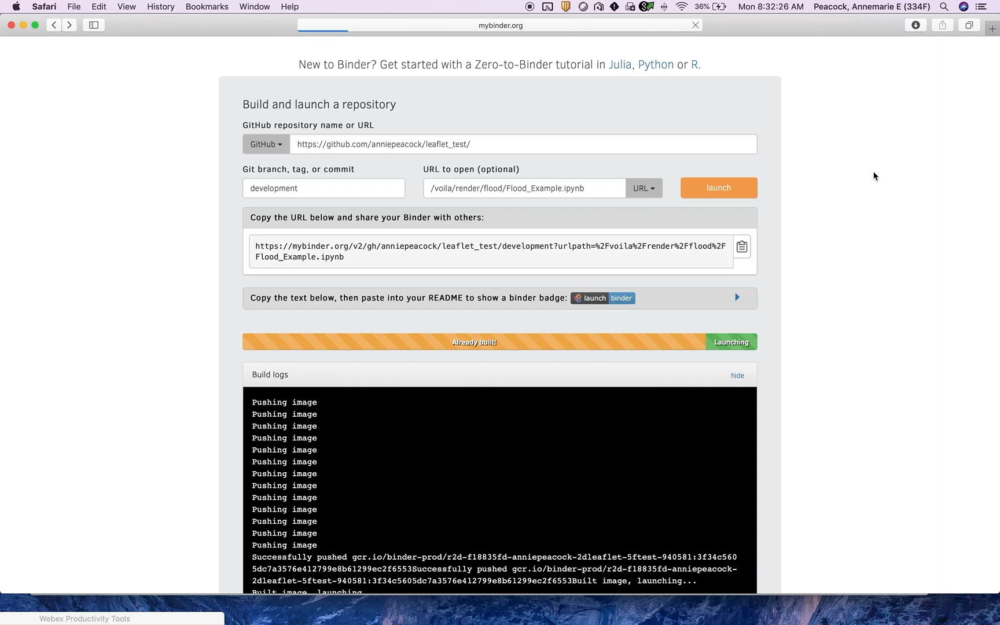 Safari File Edit View History Bookmarks Window Help 36% Mon 8:32:26 AM Peacock, Annemarie E (334F)
mybinder.org
New to Binder? Get started with a Zero-to-Binder tutorial in Julia, Python or R.
Build and launch a repository
GitHub repository name or URL
GitHub https://github.com/anniepeacock/leaflet_test/
Git branch, tag, or commit URL to open (optional)
development /voila/render/flood/Flood_Example.ipynb URL launch
Copy the URL below and share your Binder with others:
https://mybinder.org/v2/gh/anniepeacock/leaflet_test/development?urlpath=%2Fvoila%2Frender%2Fflood%2F
Flood_Example.ipynb
Copy the text below, then paste into your README to show a binder badge: launch binder
Already built! Launching
Build logs hide
Pushing image
Pushing image
Pushing image
Pushing image
Pushing image
Pushing image
Pushing image
Pushing image
Pushing image
Pushing image
Pushing image
Pushing image
Pushing image
Successfully pushed gcr.io/binder-prod/r2d-f18835fd-anniepeacock-2dleaflet-5ftest-940581:3f34c560
5dc7a3576e412799e8b61299ec2f6553Successfully pushed gcr.io/binder-prod/r2d-f18835fd-anniepeacock-
2dleaflet-5ftest-940581:3f34c5605dc7a3576e412799e8b61299ec2f6553Built image, launching...
Built image, launching
Webex Productivity Tools